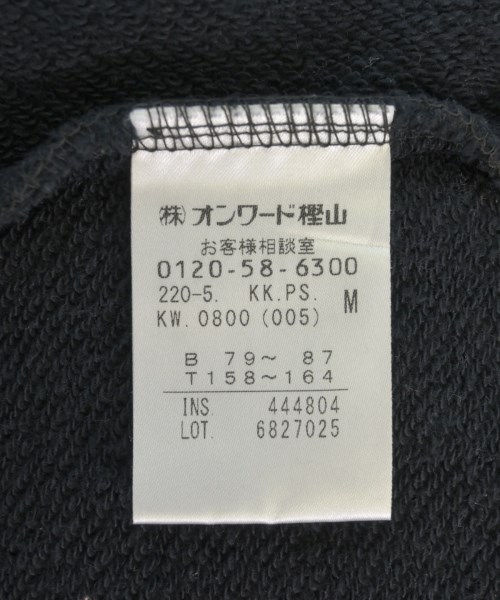 ㈱オンワード樫山
お客様相談室
0120-58-6300
220-5. KK.PS. M
KW.0800(005)
B 79〜 87
T158〜164
INS. 444804
LOT. 6827025